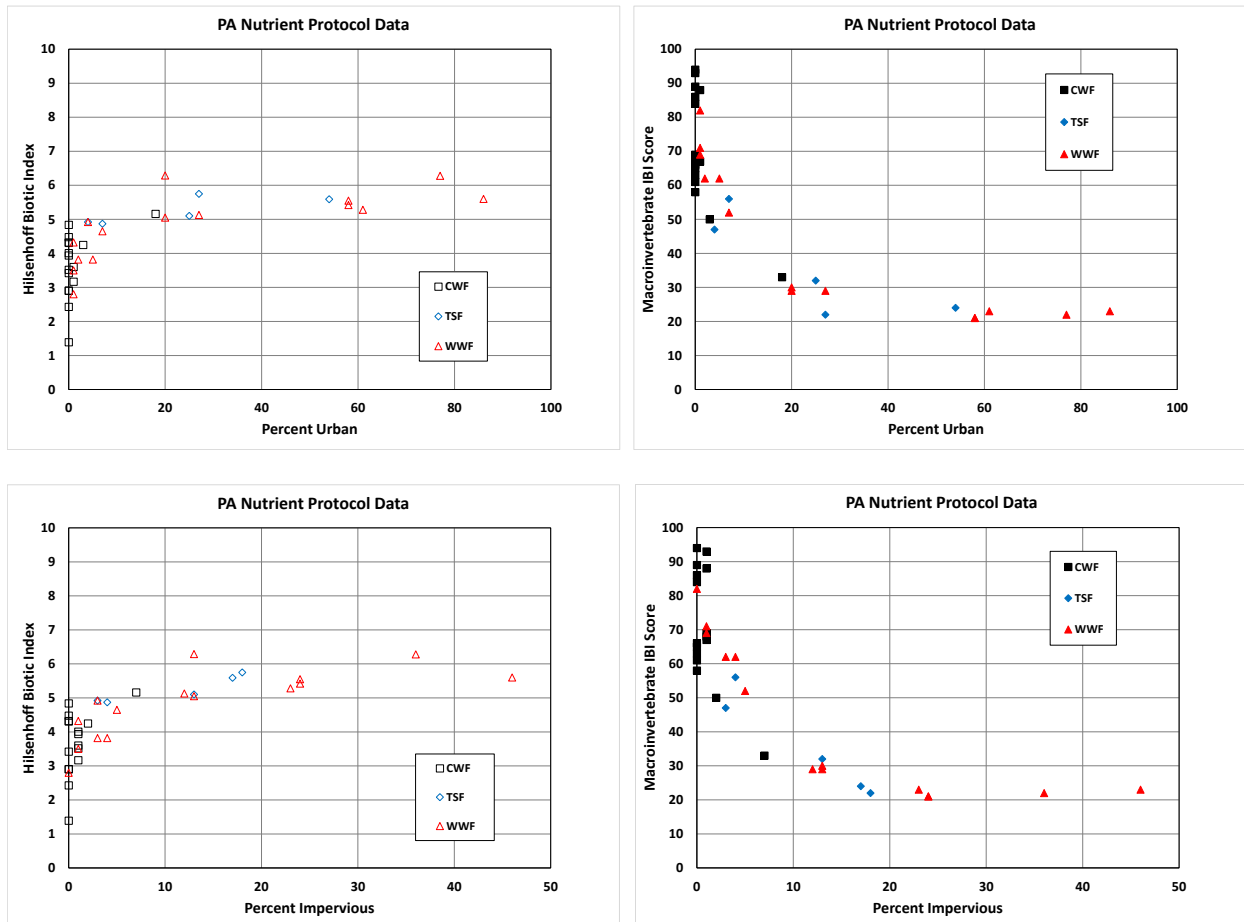 PA Nutrient Protocol Data
Hilsenhoff Biotic Index
10
9
8
7
6
5
4
3
2
1
0
CWF
TSF
WWF
0 20 40 60 80 100
Percent Urban
PA Nutrient Protocol Data
Macroinvertebrate IBI Score
100
90
80
70
60
50
40
30
20
10
0
CWF
TSF
WWF
0 20 40 60 80 100
Percent Urban
PA Nutrient Protocol Data
Hilsenhoff Biotic Index
10
9
8
7
6
5
4
3
2
1
0
CWF
TSF
WWF
0 10 20 30 40 50
Percent Impervious
PA Nutrient Protocol Data
Macroinvertebrate IBI Score
100
90
80
70
60
50
40
30
20
10
0
CWF
TSF
WWF
0 10 20 30 40 50
Percent Impervious